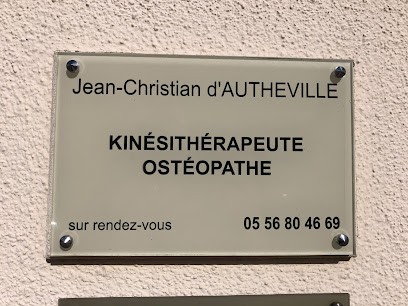 Jean-Christian d'AUTHEVILLE
KINÉSITHÉRAPEUTE
OSTÉOPATHE
sur rendez-vous 05 56 80 46 69